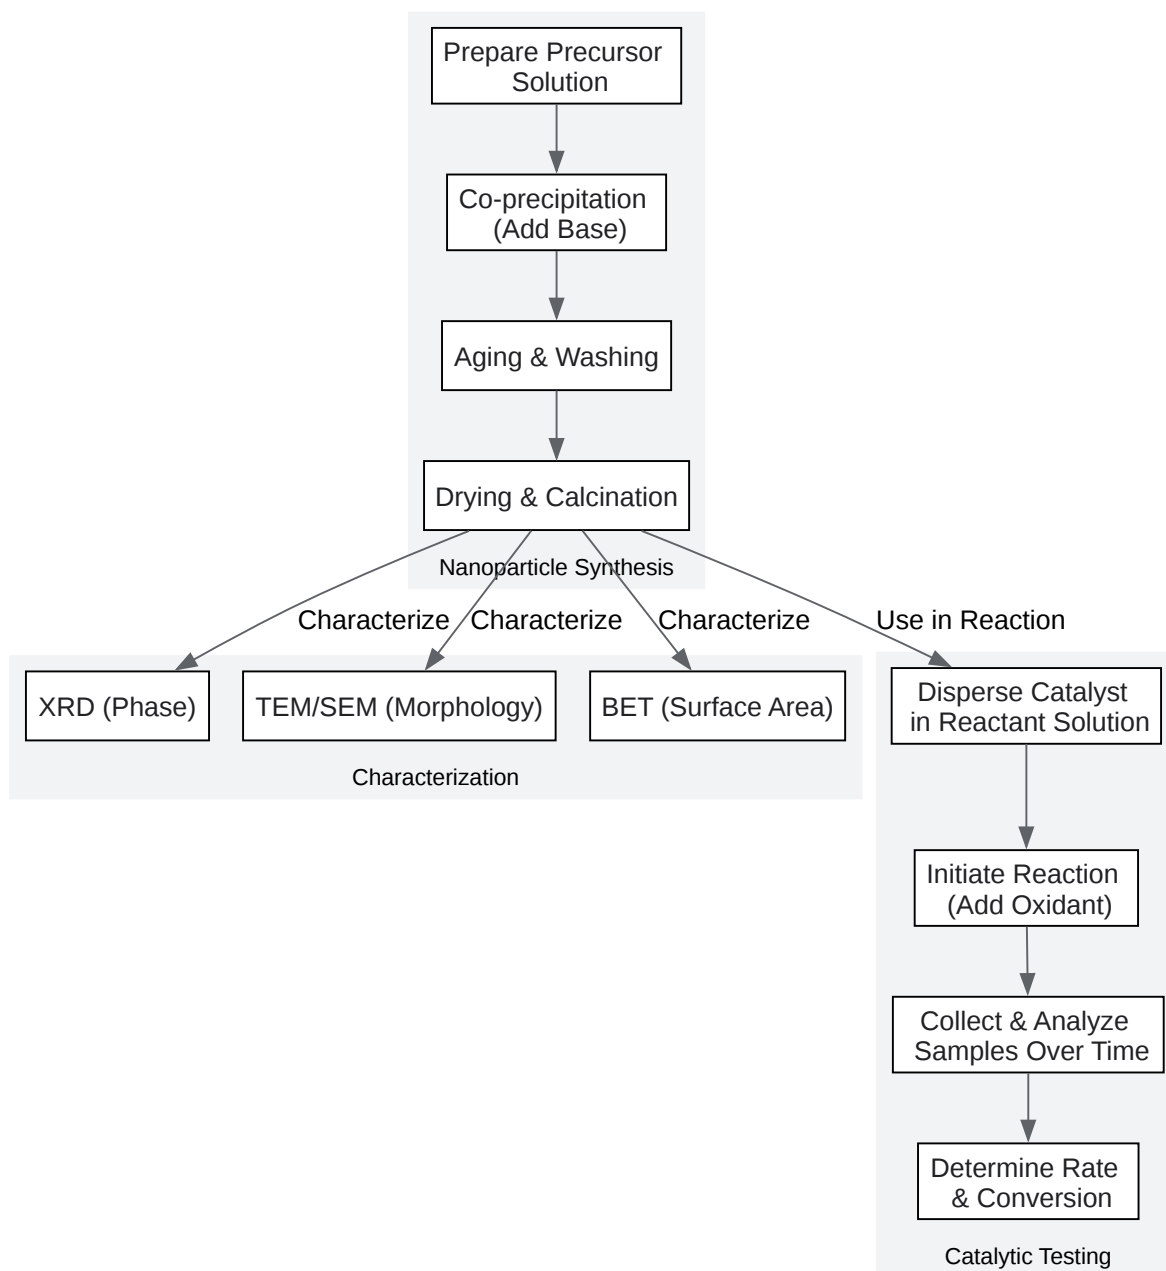 Prepare Precursor
Solution
Co-precipitation
(Add Base)
Aging & Washing
Drying & Calcination
Nanoparticle Synthesis
Characterize
Characterize
Characterize
Use in Reaction
XRD (Phase)
TEM/SEM (Morphology)
BET (Surface Area)
Characterization
Disperse Catalyst
in Reactant Solution
Initiate Reaction
(Add Oxidant)
Collect & Analyze
Samples Over Time
Determine Rate
& Conversion
Catalytic Testing